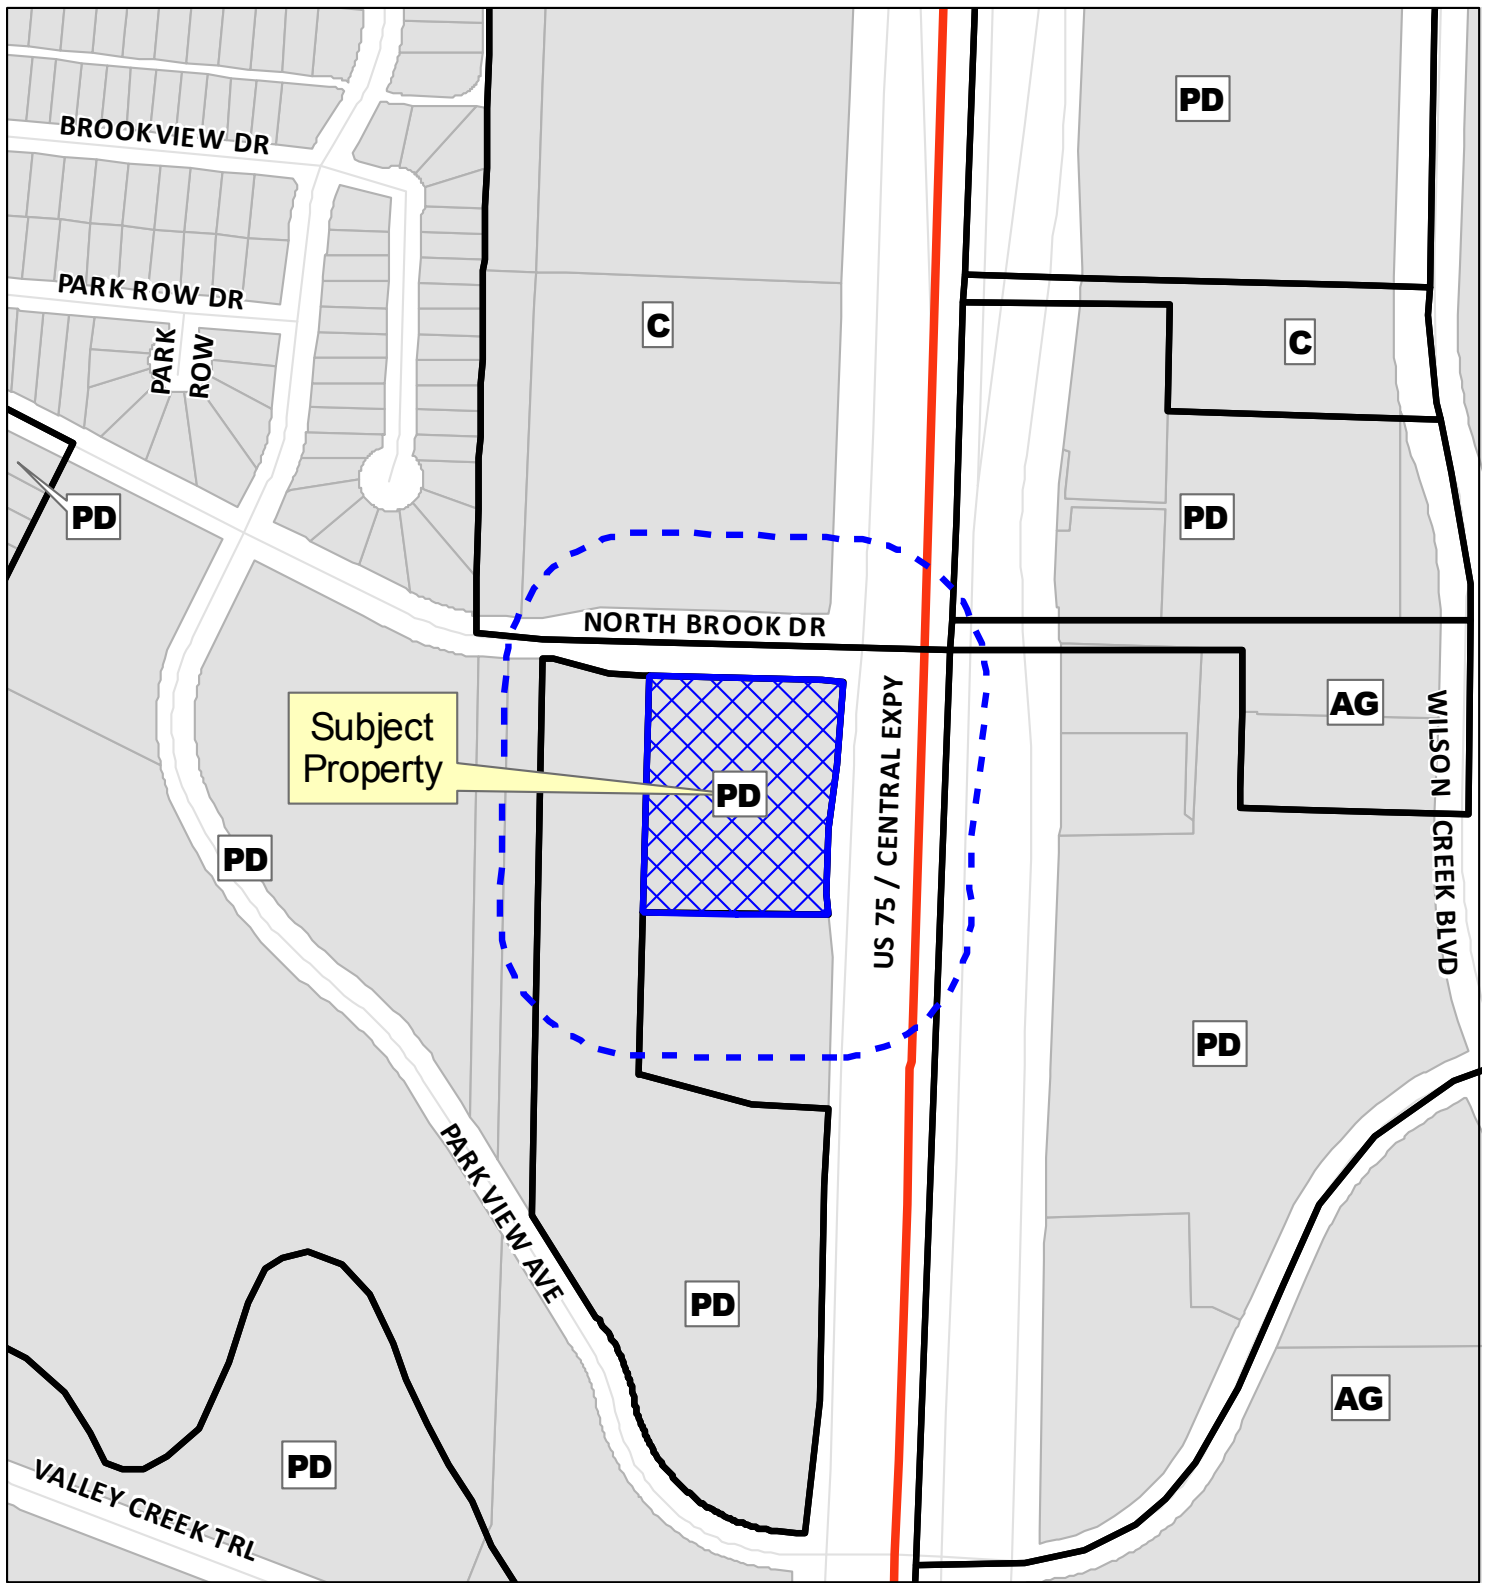 PD
BROOKVIEW DR
PARK ROW DR
C
PARK
ROW
C
PD
PD
NORTH BROOK DR
Subject
Property
AG
PD
US 75 / CENTRAL EXPY
WILSON CREEK BLVD
PD
PD
PARK VIEW AVE
PD
AG
PD
VALLEY CREEK TRL